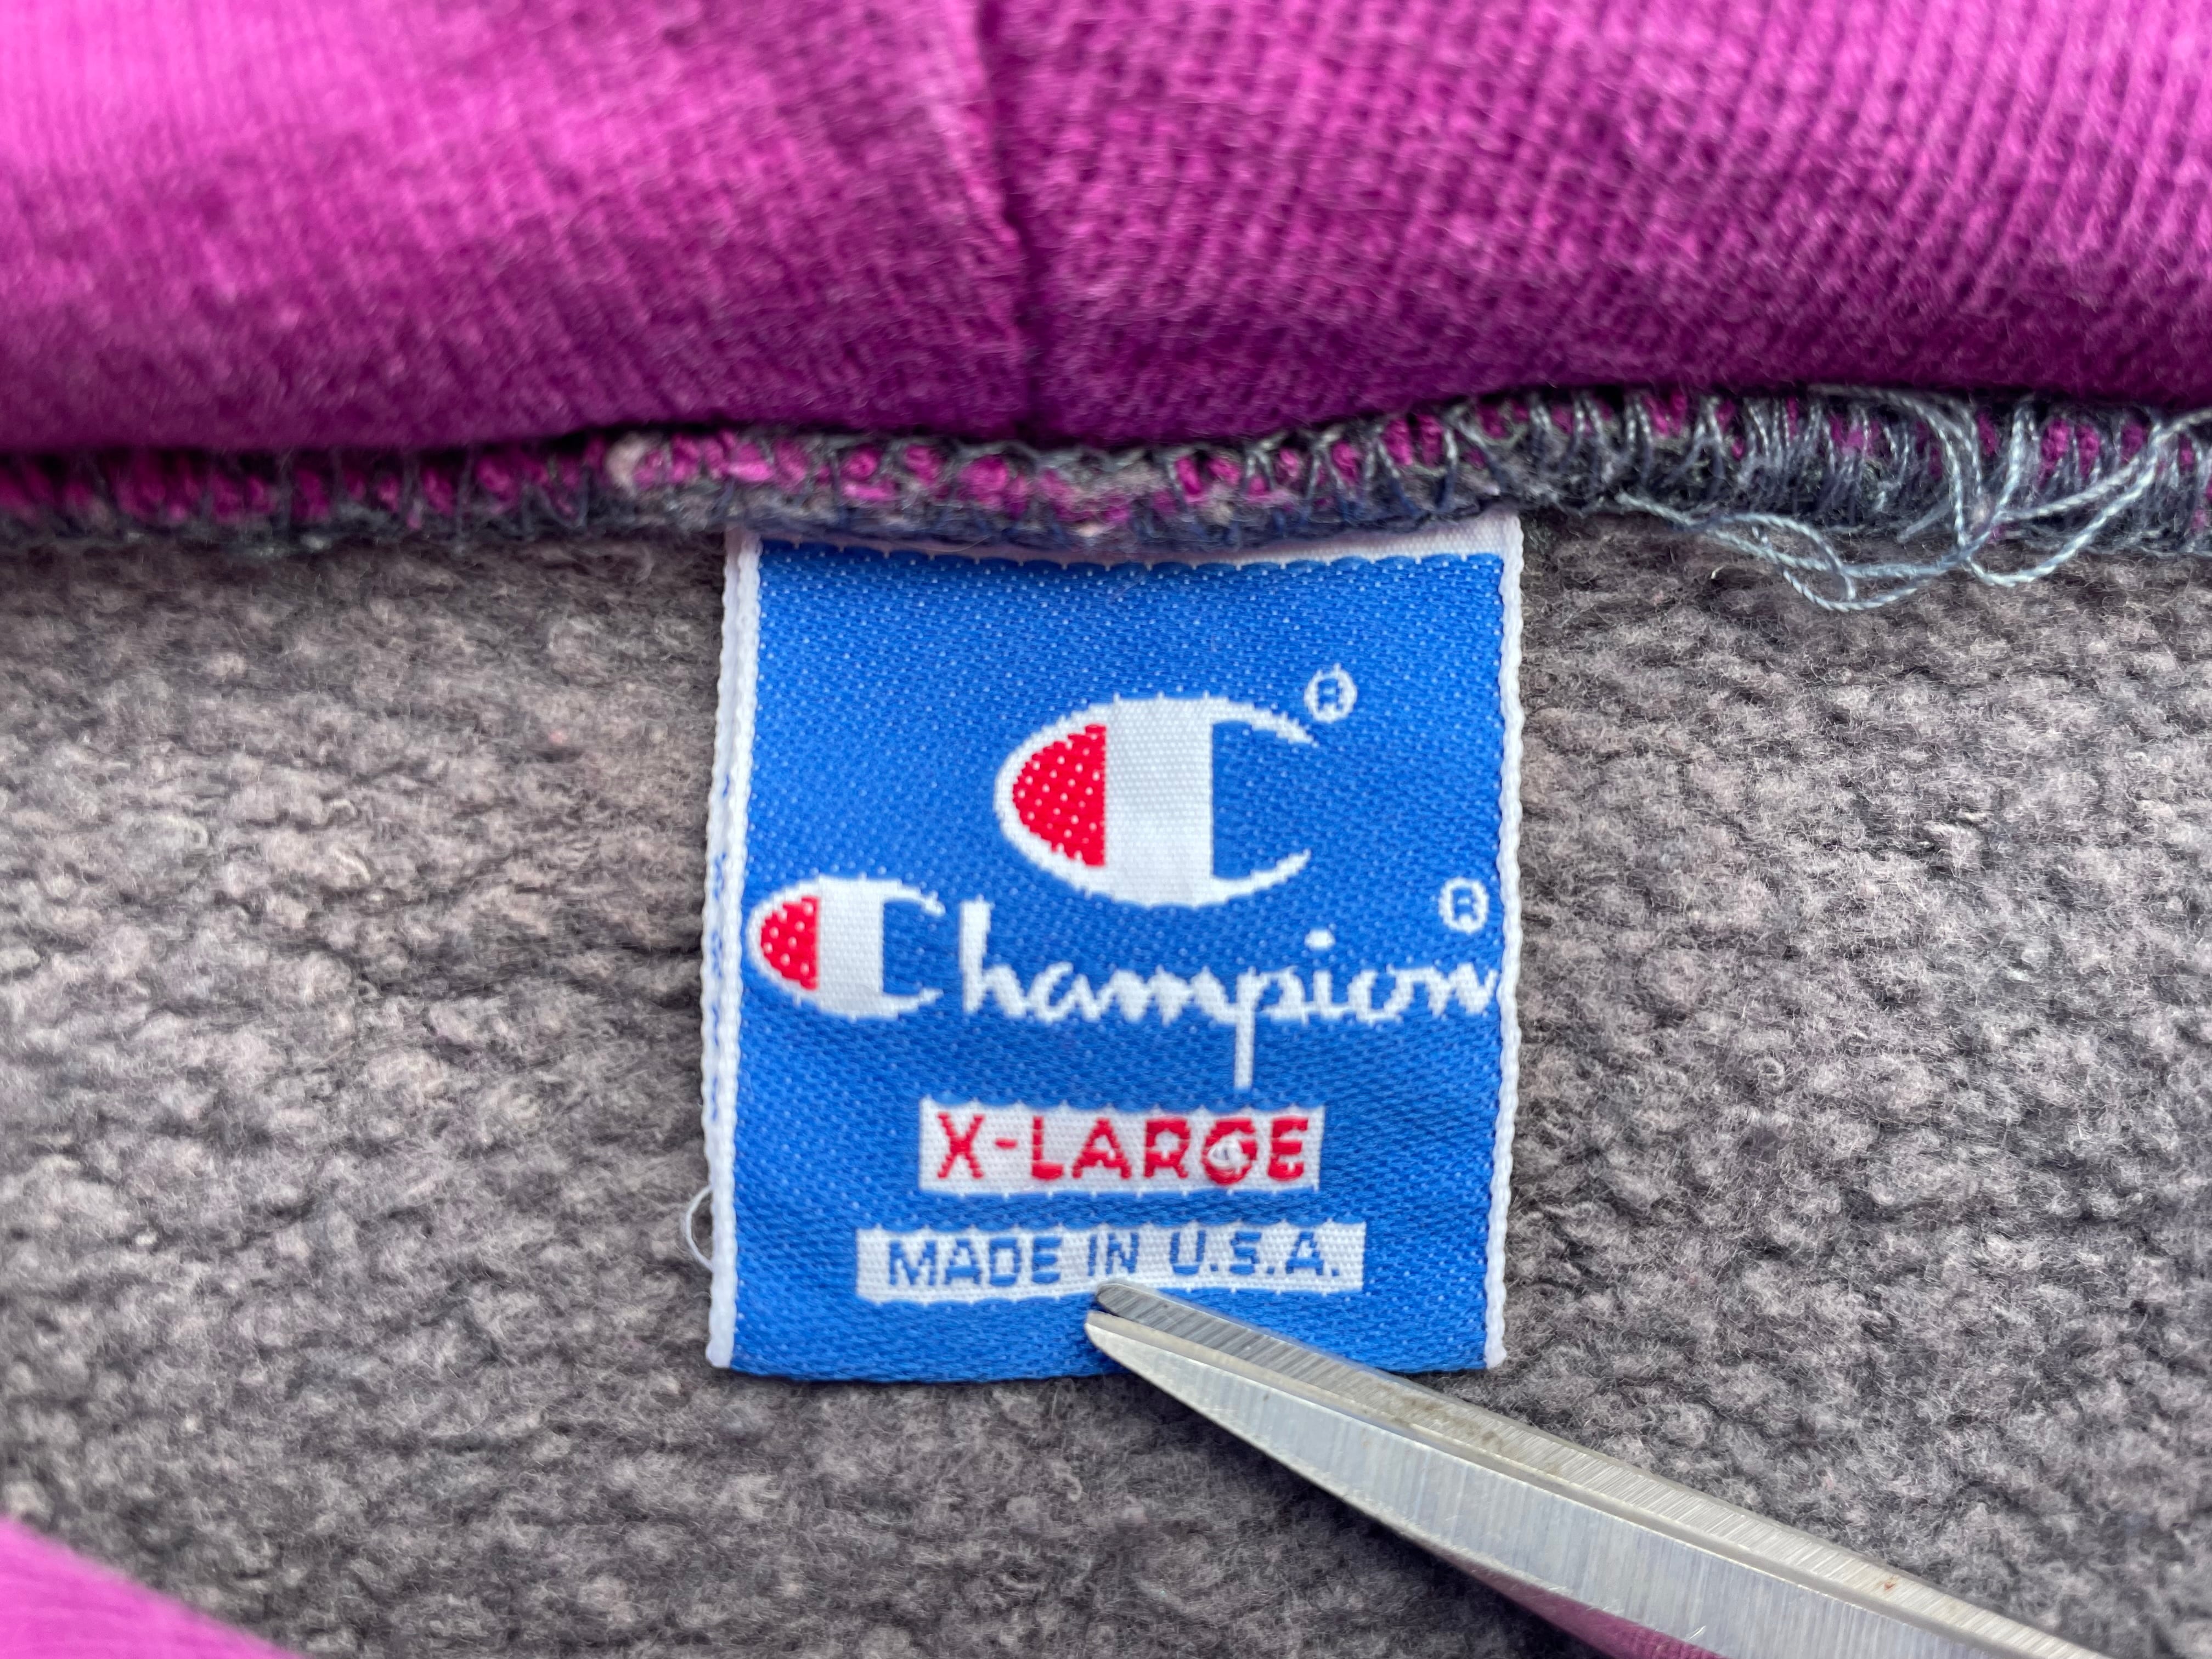 C®
Champion®
X-LARGE
MADE IN U.S.A.